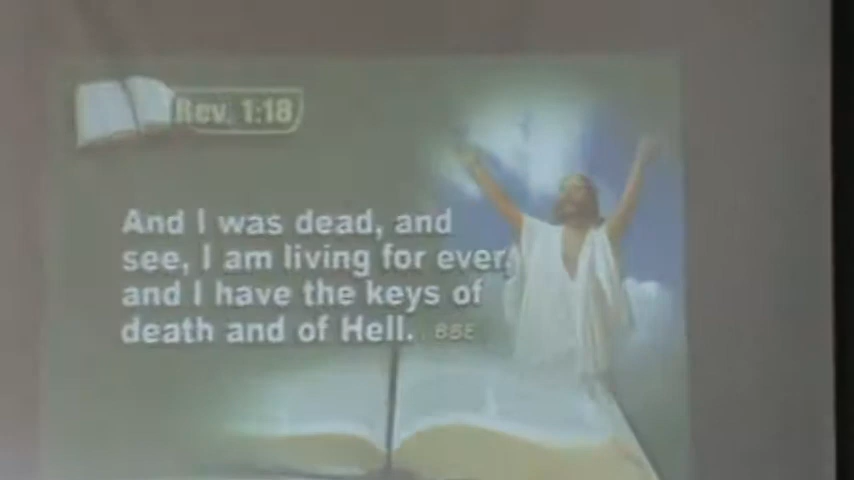 Rev. 1:18
And I was dead, and
see, I am living for ever,
and I have the keys of
death and of Hell. BBE